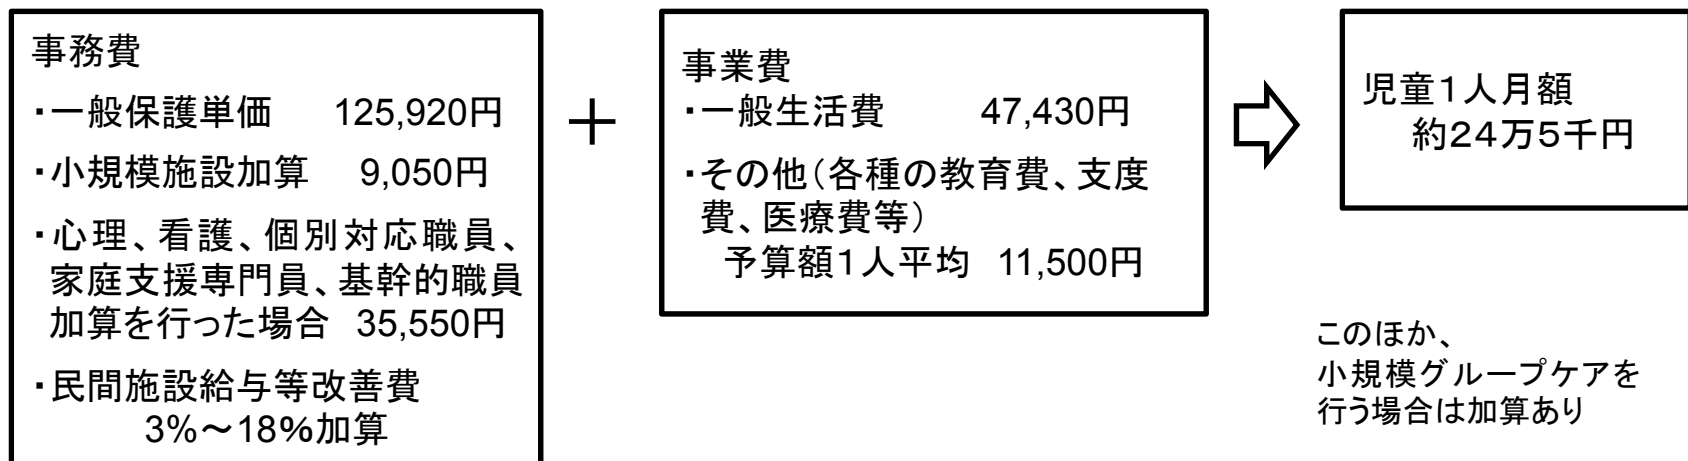 事務費
・一般保護単価 125,920円
・小規模施設加算 9,050円
・心理、看護、個別対応職員、
家庭支援専門員、基幹的職員
加算を行った場合 35,550円
・民間施設給与等改善費
3%～18%加算
＋
事業費
・一般生活費 47,430円
・その他（各種の教育費、支度
費、医療費等）
予算額１人平均 11,500円
児童１人月額
約２４万５千円
このほか、
小規模グループケアを
行う場合は加算あり